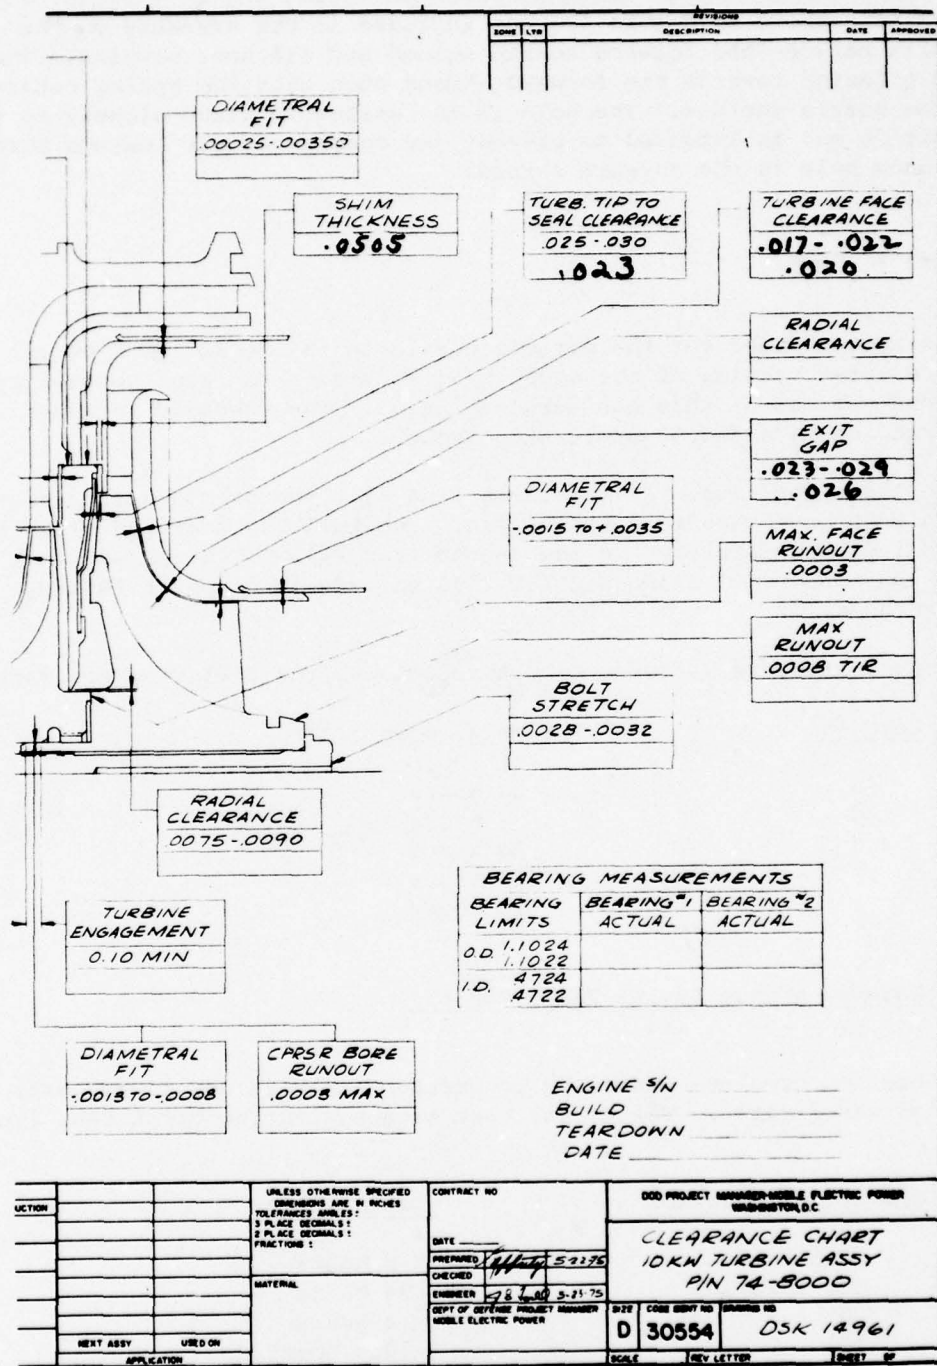 REVISIONS
ZONE LTR DESCRIPTION DATE APPROVED
DIAMETRAL
FIT
.00025-.00350
SHIM
THICKNESS
.0505
TURB. TIP TO
SEAL CLEARANCE
.025-.030
.023
TURBINE FACE
CLEARANCE
.017-.022
.020
RADIAL
CLEARANCE
EXIT
GAP
.023-.029
.026
DIAMETRAL
FIT
-.0015 TO +.0035
MAX. FACE
RUNOUT
.0003
MAX
RUNOUT
.0008 TIR
BOLT
STRETCH
.0028-.0032
RADIAL
CLEARANCE
.0075-.0090
TURBINE
ENGAGEMENT
0.10 MIN
BEARING MEASUREMENTS
BEARING LIMITS
BEARING #1 ACTUAL
BEARING #2 ACTUAL
O.D. 1.1024
1.1022
I.D. .4724
.4722
DIAMETRAL
FIT
-.0013 TO -.0008
CPRSR BORE
RUNOUT
.0003 MAX
ENGINE S/N
BUILD
TEARDOWN
DATE
UCTION
NEXT ASSY USED ON
APPLICATION
UNLESS OTHERWISE SPECIFIED
DIMENSIONS ARE IN INCHES
TOLERANCES ANGLES ±
3 PLACE DECIMALS ±
2 PLACE DECIMALS ±
FRACTIONS ±
MATERIAL
CONTRACT NO
DATE
PREPARED 5-22-75
CHECKED
ENGINEER 5-23-75
DEPT OF DEFENSE PROJECT MANAGER
MOBILE ELECTRIC POWER
DOD PROJECT MANAGER-MOBILE ELECTRIC POWER
WASHINGTON, D.C.
CLEARANCE CHART
10KW TURBINE ASSY
P/N 74-8000
SIZE CODE IDENT NO DRAWING NO
D 30554 DSK 14961
SCALE REV LETTER SHEET OF